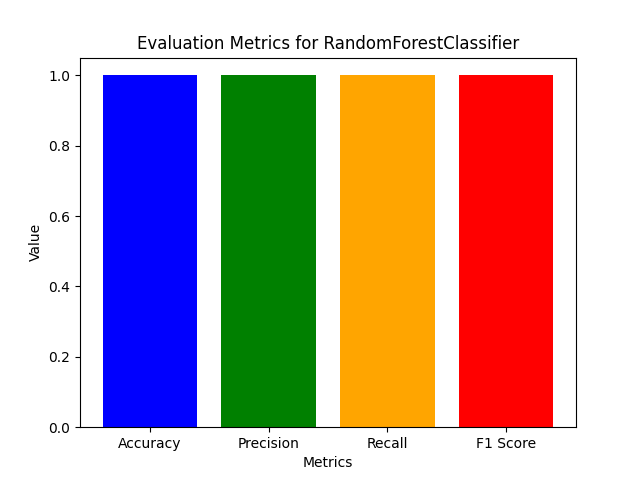 Evaluation Metrics for RandomForestClassifier
1.0
0.8
0.6
0.4
0.2
0.0
Value
Accuracy Precision Recall F1 Score
Metrics